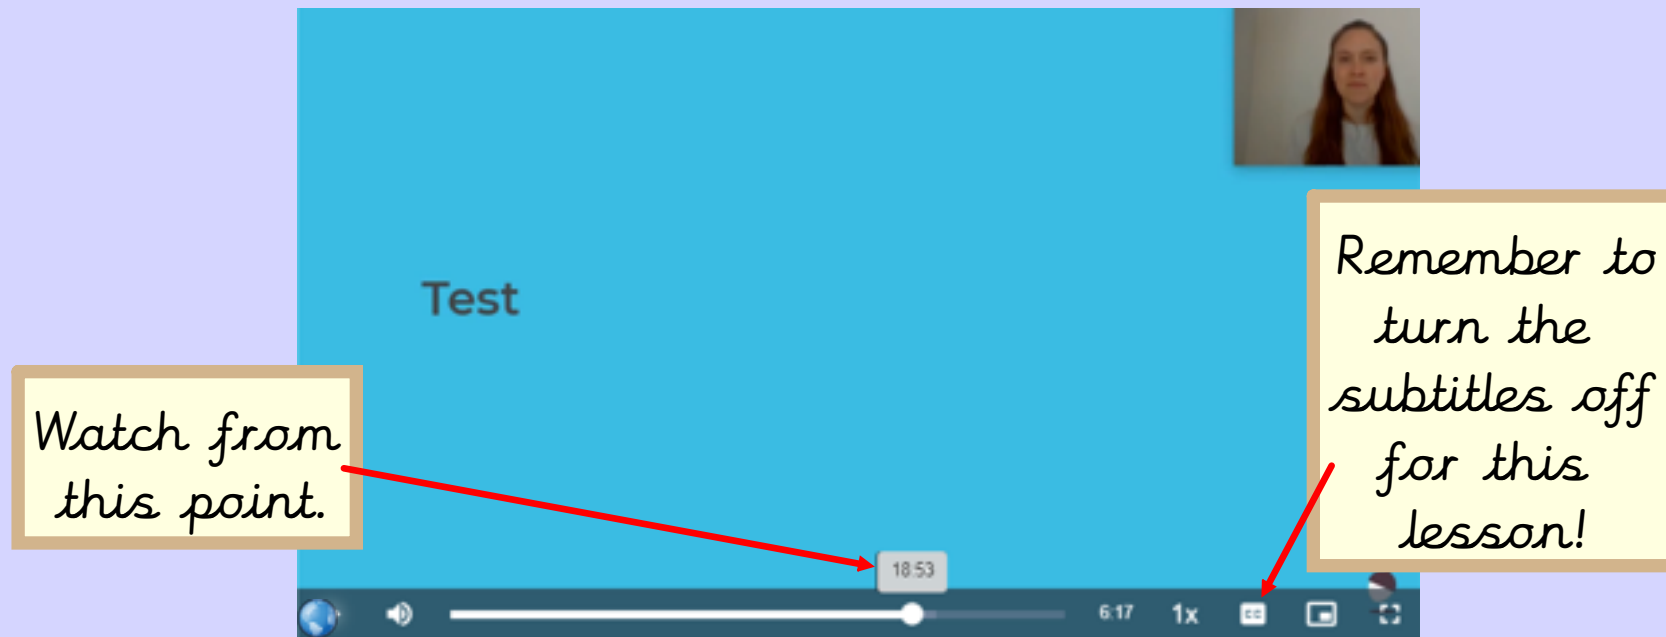 Test
Watch from
this point.
Remember to
turn the
subtitles off
for this
lesson!
18:53
6:17
1x
cc